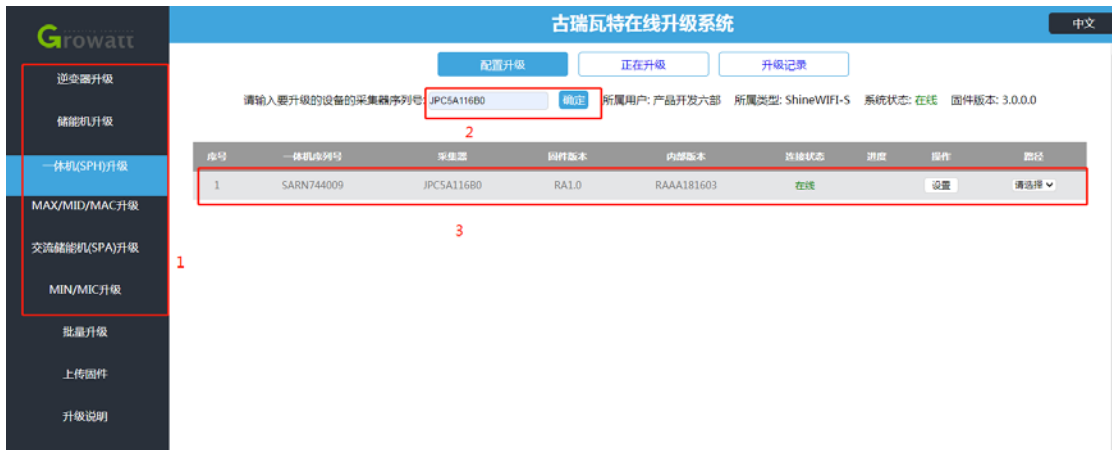 Growatt
古瑞瓦特在线升级系统
中文
逆变器升级
储能机升级
一体机(SPH)升级
MAX/MID/MAC升级
交流储能机(SPA)升级
MIN/MIC升级
批量升级
上传固件
升级说明
1
配置升级 正在升级 升级记录
请输入要升级的设备的采集器序列号: JPC5A116B0 确定 所属用户: 产品开发六部 所属类型: ShineWIFI-S 系统状态: 在线 固件版本: 3.0.0.0
2
序号 一体机序列号 采集器 固件版本 内部版本 连接状态 进度 操作 路径
1 SARN744009 JPC5A116B0 RA1.0 RAAA181603 在线 设置 请选择
3